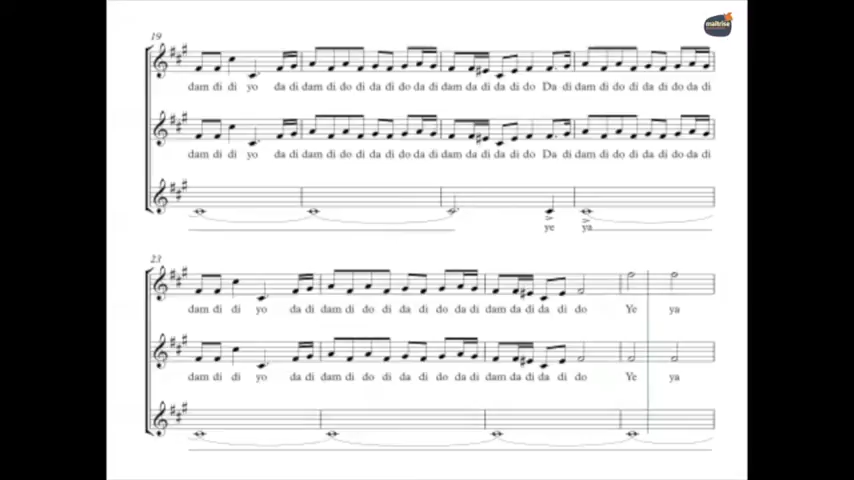 maîtrise
19
dam di di yo da di dam di do di da di do da di dam da di da di do Da di dam di do di da di do da di
dam di di yo da di dam di do di da di do da di dam da di da di do Da di dam di do di da di do da di
ye ya
23
dam di di yo da di dam di do di da di do da di dam da di da di do Ye ya
dam di di yo da di dam di do di da di do da di dam da di da di do Ye ya